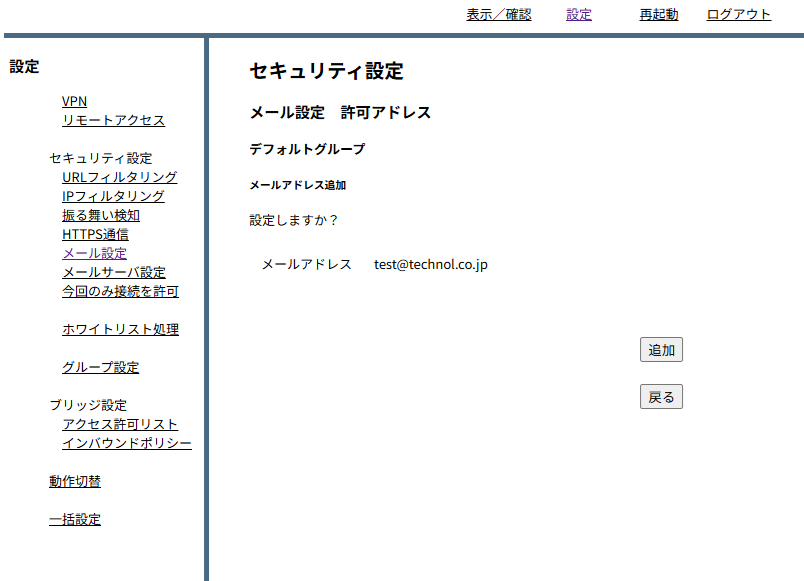 表示／確認 設定 再起動 ログアウト
設定
VPN
リモートアクセス
セキュリティ設定
URLフィルタリング
IPフィルタリング
振る舞い検知
HTTPS通信
メール設定
メールサーバ設定
今回のみ接続を許可
ホワイトリスト処理
グループ設定
ブリッジ設定
アクセス許可リスト
インバウンドポリシー
動作切替
一括設定
セキュリティ設定
メール設定　許可アドレス
デフォルトグループ
メールアドレス追加
設定しますか？
メールアドレス test@technol.co.jp
追加
戻る